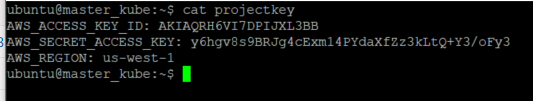 ubuntu@master_kube:~$ cat projectkey
AWS_ACCESS_KEY_ID: AKIAQRH6VI7DPIJXL3BB
AWS_SECRET_ACCESS_KEY: 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
AWS_REGION: us-west-1
ubuntu@master_kube:~$